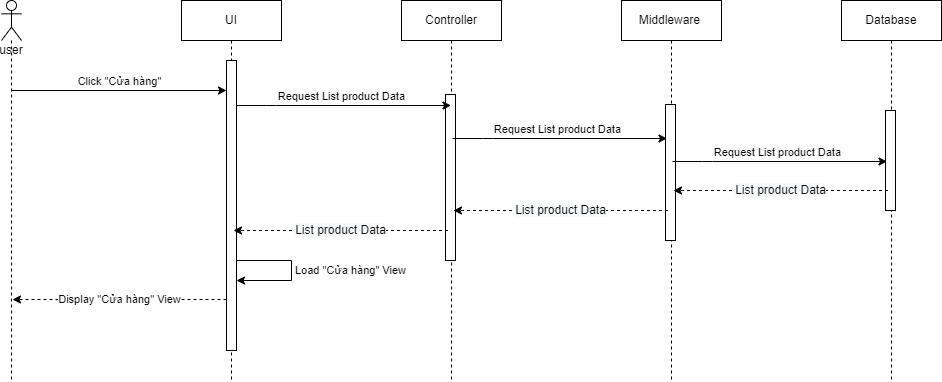 UI
Controller
Middleware
Database
user
Click "Cửa hàng"
Request List product Data
Request List product Data
Request List product Data
List product Data
List product Data
List product Data
Load "Cửa hàng" View
Display "Cửa hàng" View